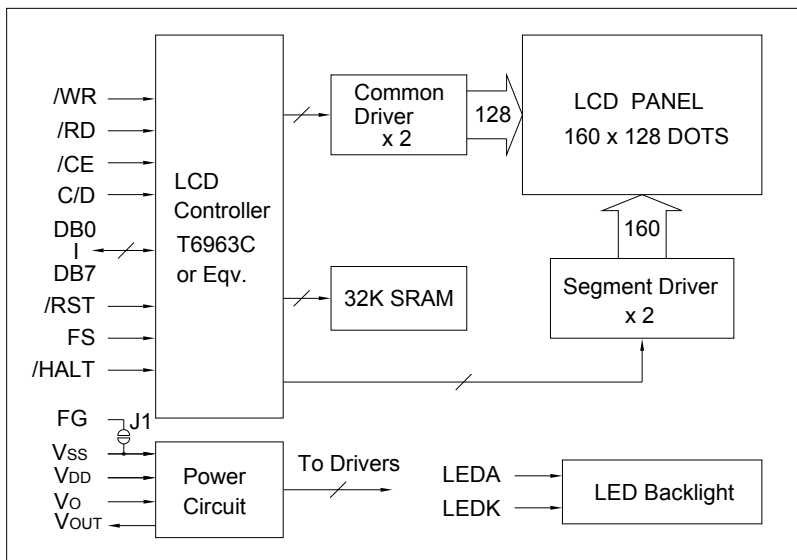 /WR
/RD
/CE
C/D
DB0
I
DB7
/RST
FS
/HALT
LCD
Controller
T6963C
or Eqv.
Common
Driver
x 2
128
LCD PANEL
160 x 128 DOTS
160
32K SRAM
Segment Driver
x 2
FG
J1
VSS
VDD
VO
VOUT
Power
Circuit
To Drivers
LEDA
LEDK
LED Backlight